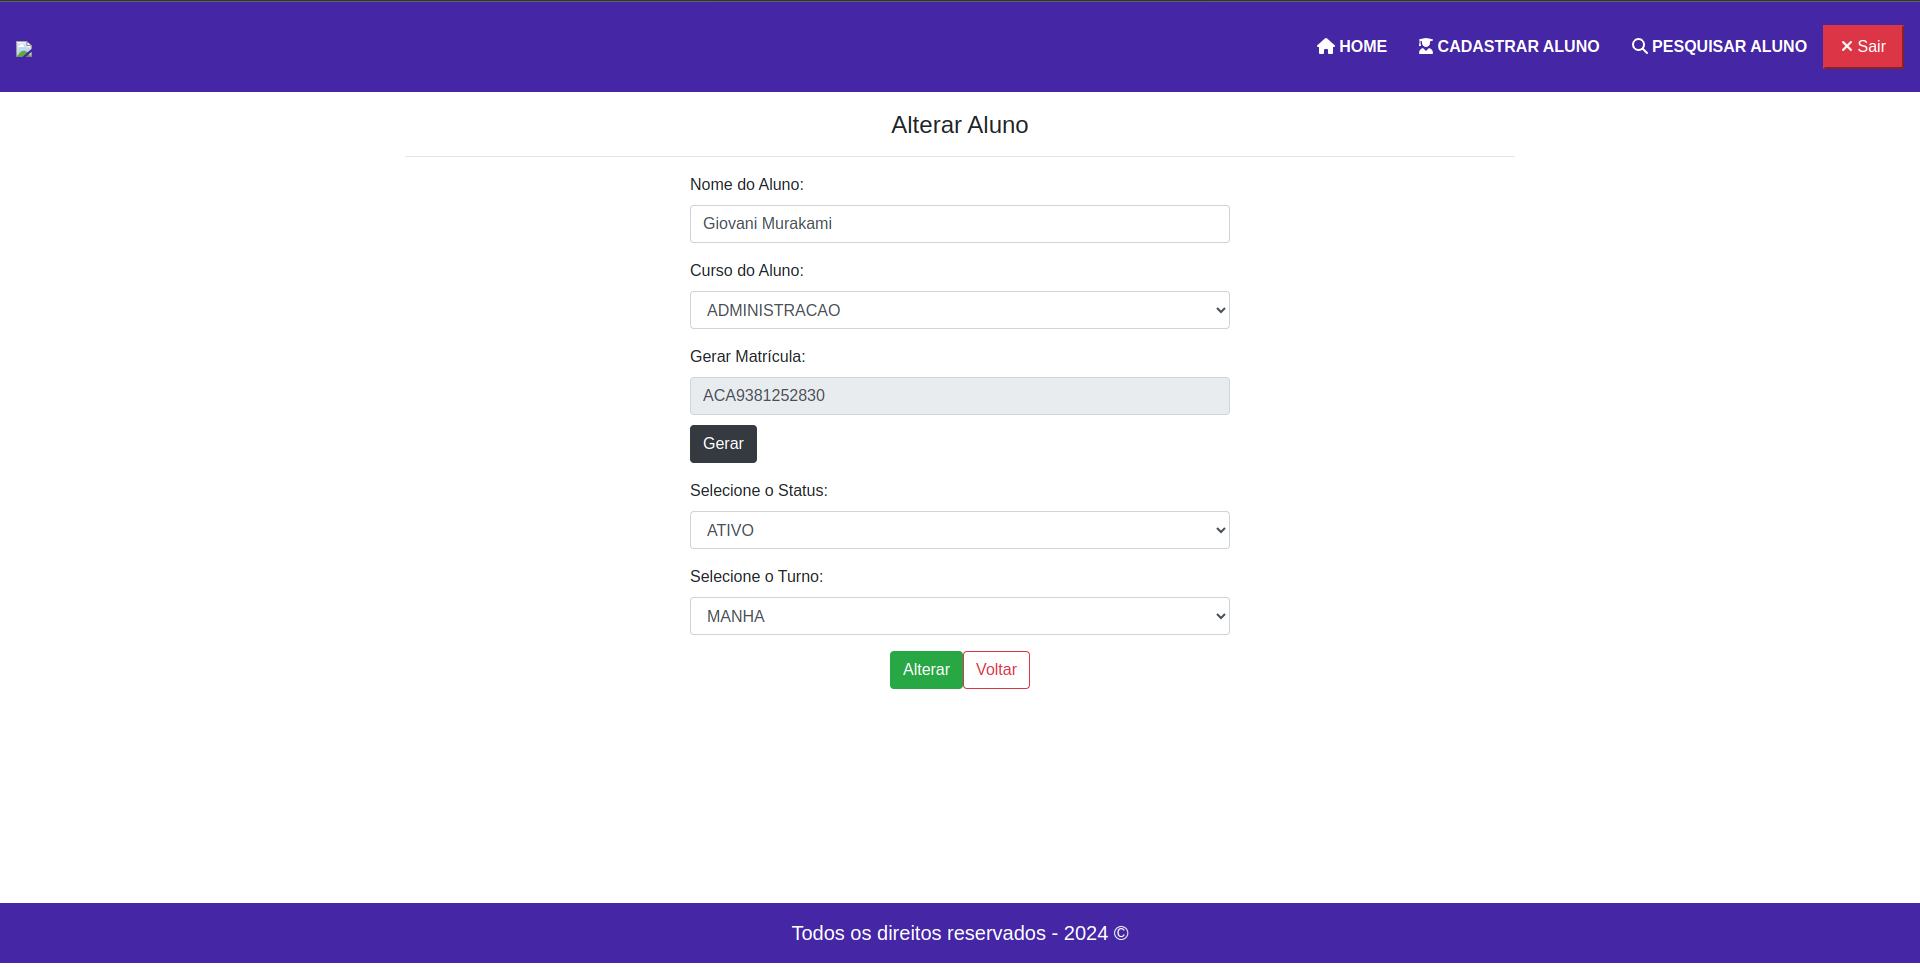 HOME
CADASTRAR ALUNO
PESQUISAR ALUNO
Sair
Alterar Aluno
Nome do Aluno:
Giovani Murakami
Curso do Aluno:
ADMINISTRACAO
Gerar Matrícula:
ACA9381252830
Gerar
Selecione o Status:
ATIVO
Selecione o Turno:
MANHA
Alterar
Voltar
Todos os direitos reservados - 2024 ©